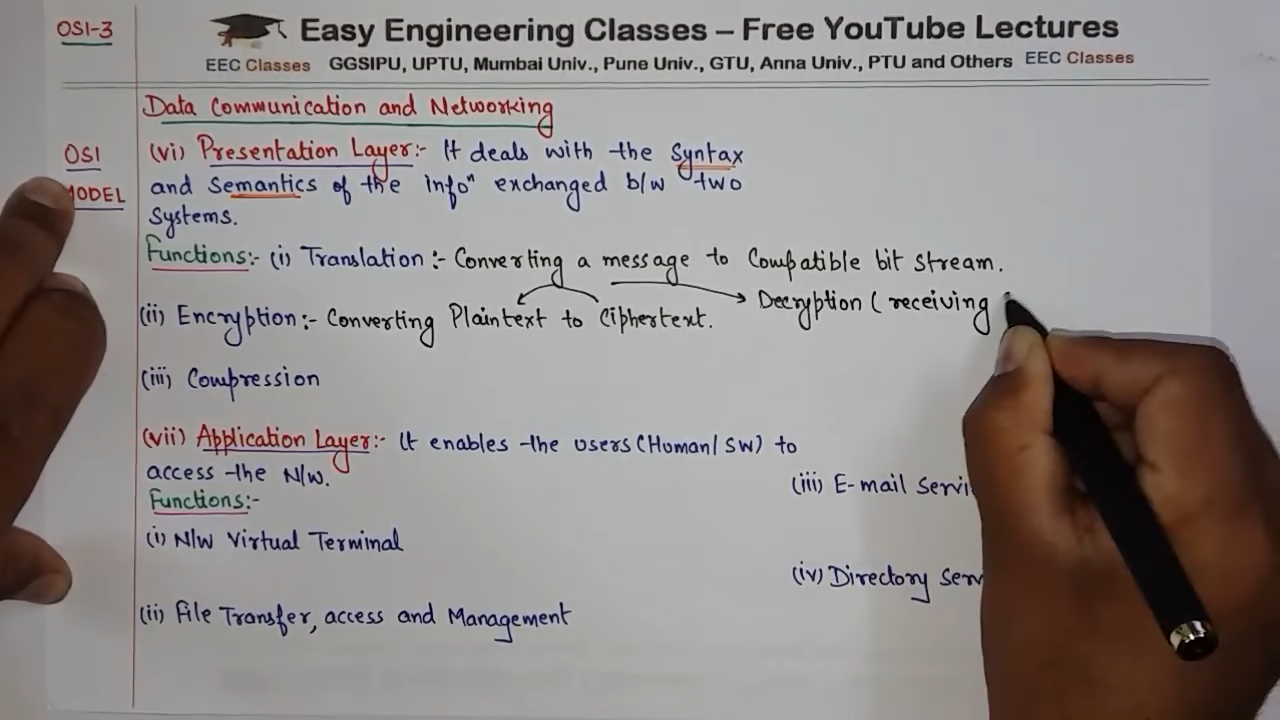 OSI-3
Easy Engineering Classes – Free YouTube Lectures
EEC Classes GGSIPU, UPTU, Mumbai Univ., Pune Univ., GTU, Anna Univ., PTU and Others EEC Classes
Data Communication and Networking
OSI
MODEL
(vi) Presentation Layer:- It deals with the Syntax
and Semantics of the infoⁿ exchanged b/w two
Systems.
Functions:- (i) Translation:- Converting a message to Compatible bit stream.
Decryption ( receiving
(ii) Encryption:- Converting Plaintext to Ciphertext.
(iii) Compression
(vii) Application Layer:- It enables the users (Human/ SW) to
access the N/W.
Functions:-
(i) N/W Virtual Terminal
(ii) File Transfer, access and Management
(iii) E-mail Servi
(iv) Directory Serv